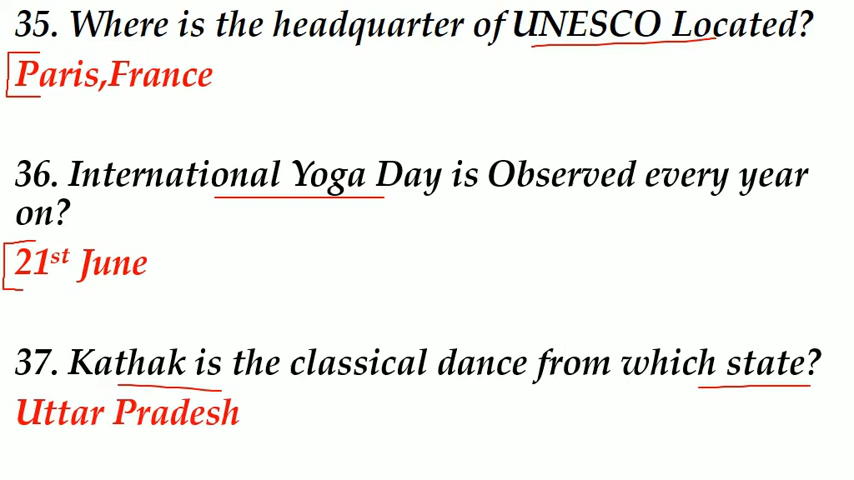 35. Where is the headquarter of UNESCO Located?
Paris,France
36. International Yoga Day is Observed every year
on?
21st June
37. Kathak is the classical dance from which state?
Uttar Pradesh